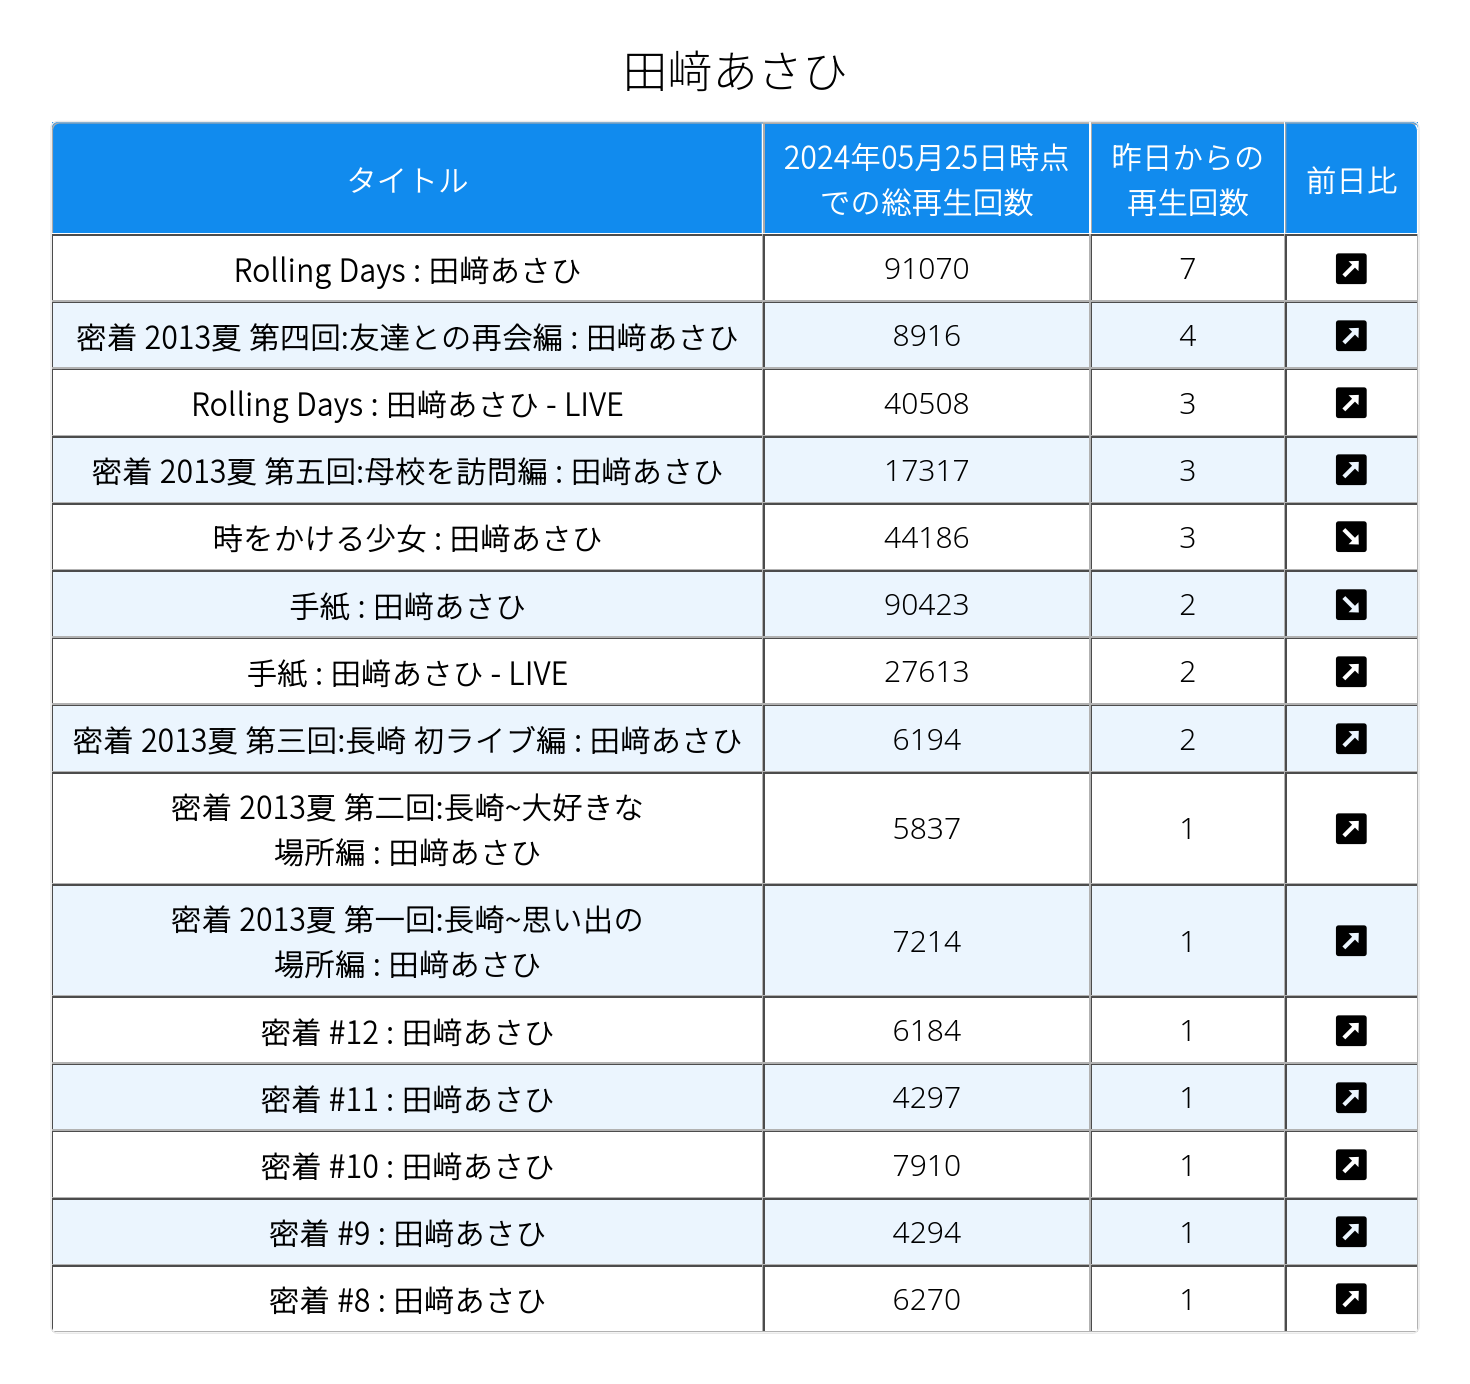 田﨑あさひ
タイトル
2024年05月25日時点
での総再生回数
昨日からの
再生回数
前日比
Rolling Days : 田﨑あさひ 91070 7
密着 2013夏 第四回:友達との再会編 : 田﨑あさひ 8916 4
Rolling Days : 田﨑あさひ - LIVE 40508 3
密着 2013夏 第五回:母校を訪問編 : 田﨑あさひ 17317 3
時をかける少女 : 田﨑あさひ 44186 3
手紙 : 田﨑あさひ 90423 2
手紙 : 田﨑あさひ - LIVE 27613 2
密着 2013夏 第三回:長崎 初ライブ編 : 田﨑あさひ 6194 2
密着 2013夏 第二回:長崎~大好きな
場所編 : 田﨑あさひ 5837 1
密着 2013夏 第一回:長崎~思い出の
場所編 : 田﨑あさひ 7214 1
密着 #12 : 田﨑あさひ 6184 1
密着 #11 : 田﨑あさひ 4297 1
密着 #10 : 田﨑あさひ 7910 1
密着 #9 : 田﨑あさひ 4294 1
密着 #8 : 田﨑あさひ 6270 1